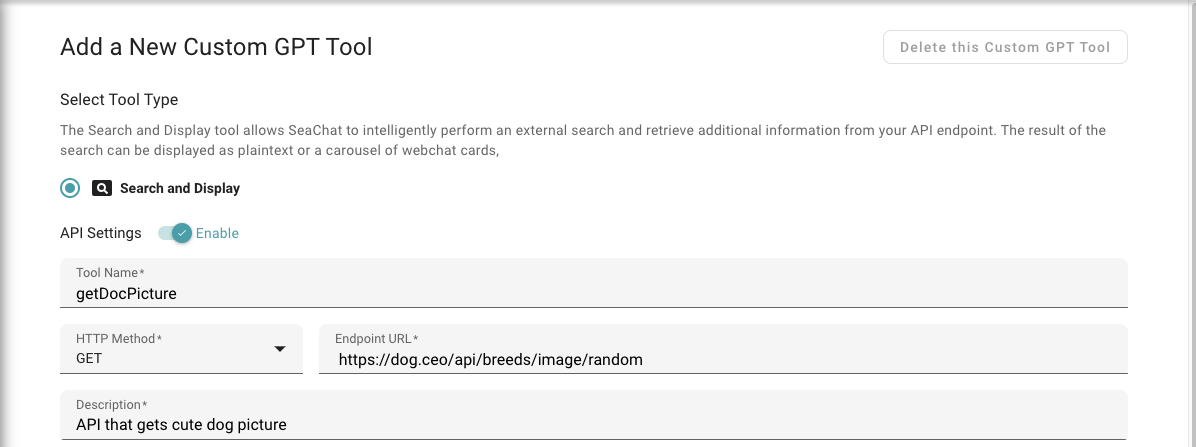 Add a New Custom GPT Tool
Delete this Custom GPT Tool
Select Tool Type
The Search and Display tool allows SeaChat to intelligently perform an external search and retrieve additional information from your API endpoint. The result of the
search can be displayed as plaintext or a carousel of webchat cards,
Search and Display
API Settings Enable
Tool Name*
getDocPicture
HTTP Method*
GET
Endpoint URL*
https://dog.ceo/api/breeds/image/random
Description*
API that gets cute dog picture